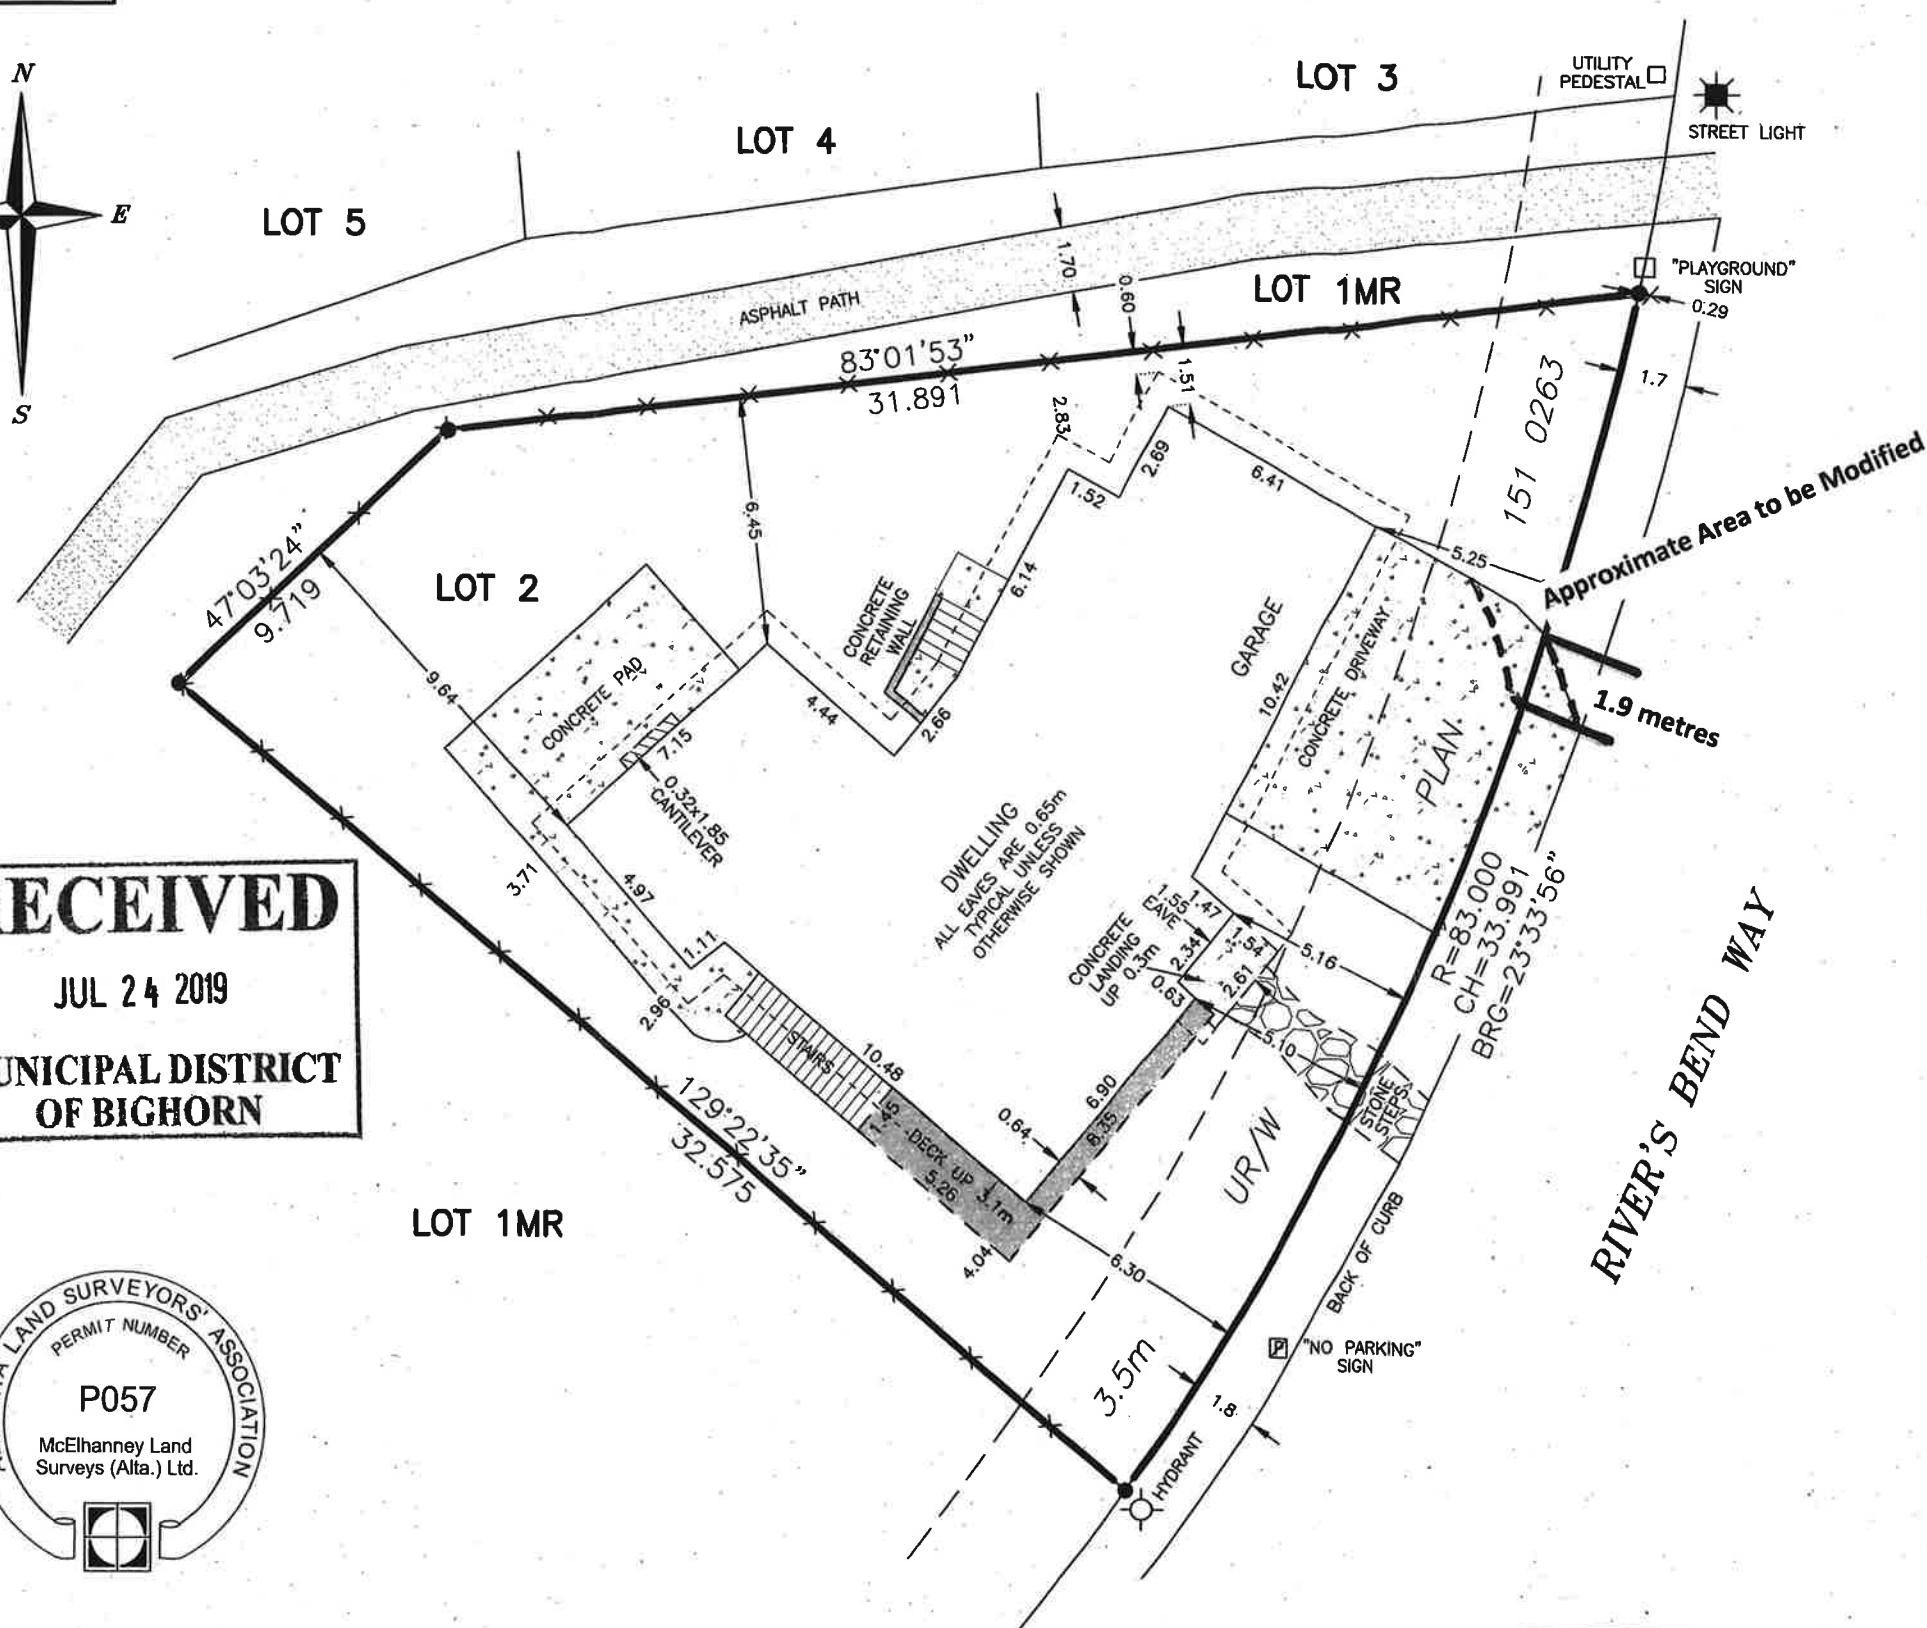 N
E
S
LOT 3
UTILITY
PEDESTAL
STREET LIGHT
LOT 4
LOT 5
1.70
0.60
LOT 1MR
"PLAYGROUND"
SIGN
0.29
ASPHALT PATH
83°01'53"
31.891
1.51
1.7
2.83
2.69
1.52
6.41
151 0263
Approximate Area to be Modified
6.45
5.25
47°03'24"
9.719
LOT 2
CONCRETE
RETAINING
WALL
6.14
GARAGE
9.64
CONCRETE PAD
4.44
2.66
10.42
CONCRETE DRIVEWAY
1.9 metres
7.15
PLAN
0.32x1.85
CANTILEVER
DWELLING
ALL EAVES ARE 0.65m
TYPICAL UNLESS
OTHERWISE SHOWN
3.71
4.97
1.47
1.55
EAVE
R=83.000
CH=33.991
BRG=23°33'56"
RECEIVED
JUL 24 2019
MUNICIPAL DISTRICT
OF BIGHORN
1.11
CONCRETE
LANDING
UP 0.3m
2.34
1.54
5.16
2.61
0.63
2.96
STAIRS
10.48
5.10
STONE
STEPS
RIVER'S BEND WAY
129°22'35"
32.575
1.45
DECK UP 3.1m
5.26
0.64
6.90
8.35
UR/W
LOT 1MR
4.04
6.30
BACK OF CURB
3.5m
"NO PARKING"
SIGN
P
1.8
HYDRANT
LAND SURVEYORS' ASSOCIATION
PERMIT NUMBER
P057
McElhanney Land
Surveys (Alta.) Ltd.